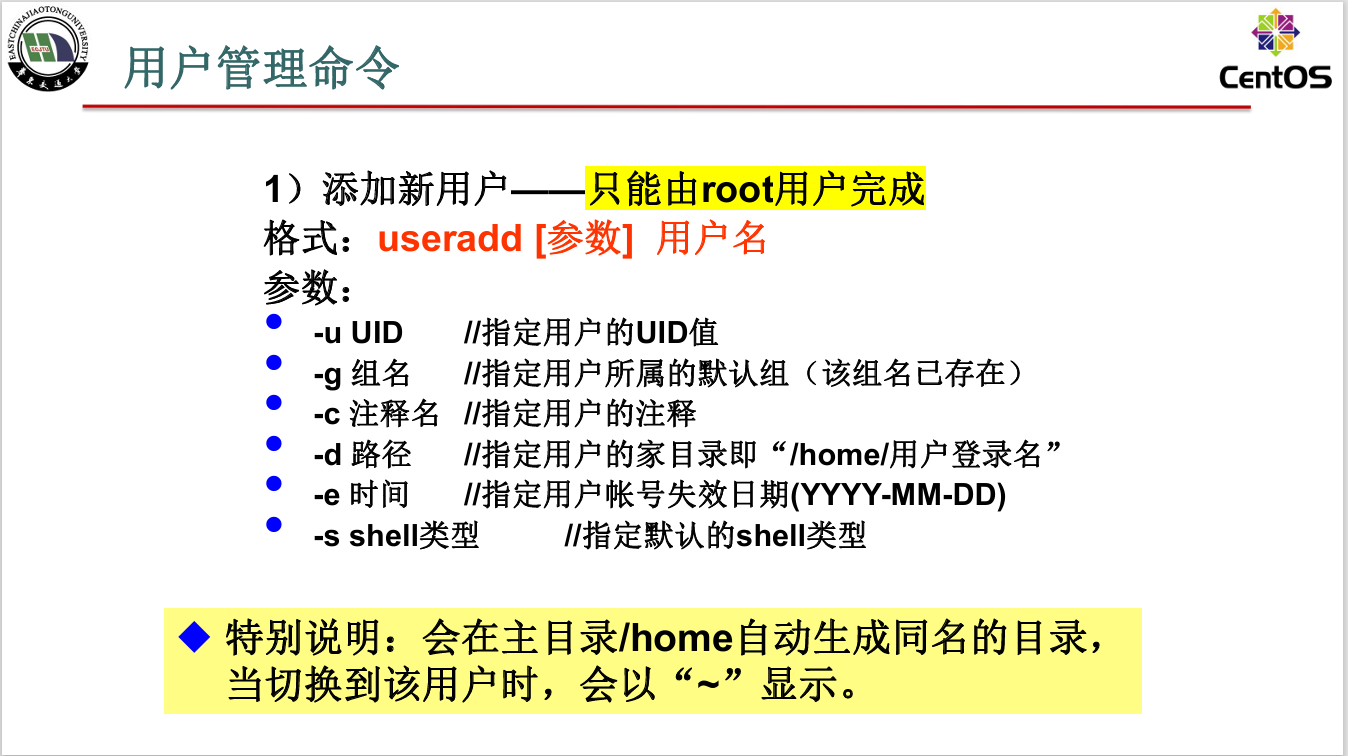 EASTCHINAJIAOTONGUNIVERSITY
ECJTU
华东交通大学
用户管理命令
CentOS
1）添加新用户——只能由root用户完成
格式：useradd [参数] 用户名
参数：
• -u UID //指定用户的UID值
• -g 组名 //指定用户所属的默认组（该组名已存在）
• -c 注释名 //指定用户的注释
• -d 路径 //指定用户的家目录即“/home/用户登录名”
• -e 时间 //指定用户帐号失效日期(YYYY-MM-DD)
• -s shell类型 //指定默认的shell类型
◆ 特别说明：会在主目录/home自动生成同名的目录，
当切换到该用户时，会以“~”显示。